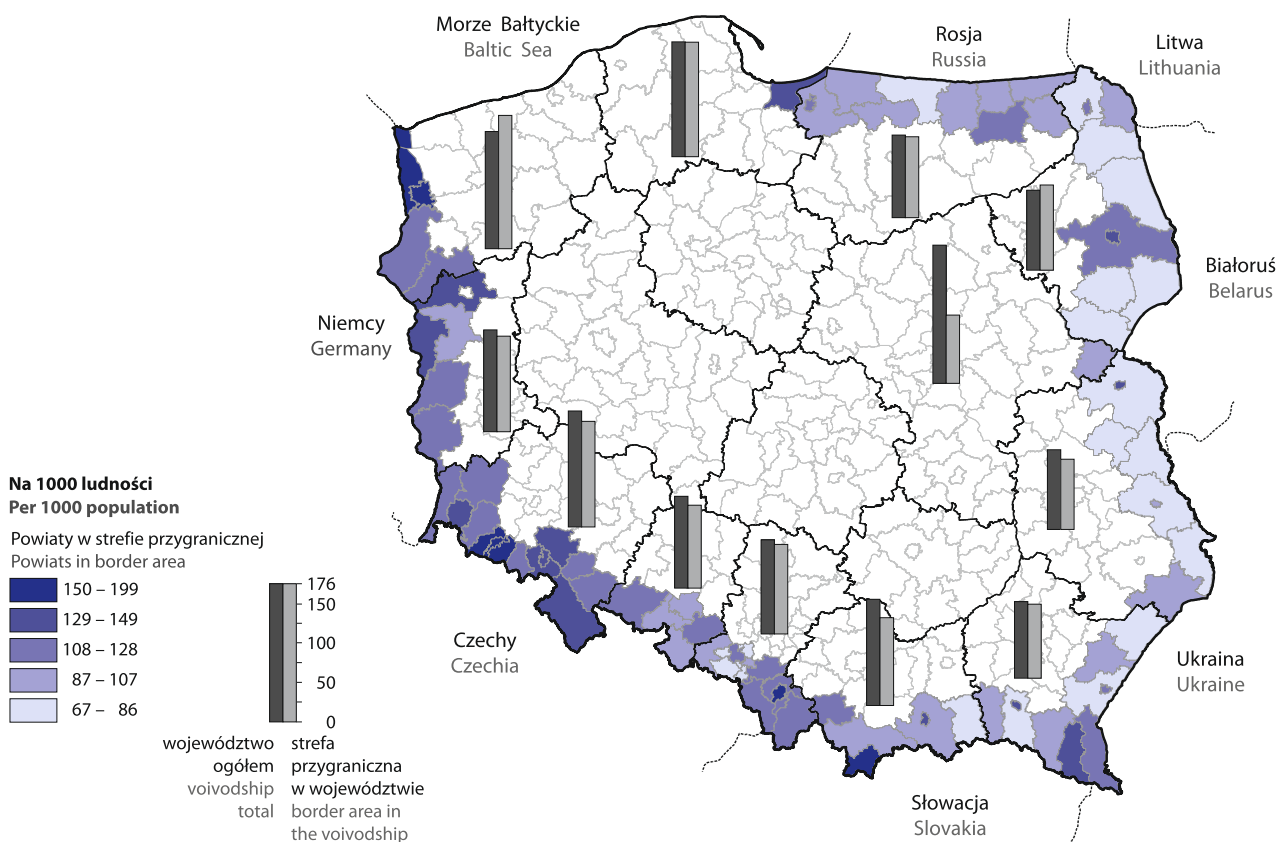 Morze Bałtyckie
Baltic Sea
Rosja
Russia
Litwa
Lithuania
Białoruś
Belarus
Niemcy
Germany
Czechy
Czechia
Ukraina
Ukraine
Słowacja
Slovakia
Na 1000 ludności
Per 1000 population
Powiaty w strefie przygranicznej
Powiats in border area
150 – 199
129 – 149
108 – 128
87 – 107
67 – 86
176
150
100
50
0
województwo
ogółem
voivodship
total
strefa
przygraniczna
w województwie
border area in
the voivodship